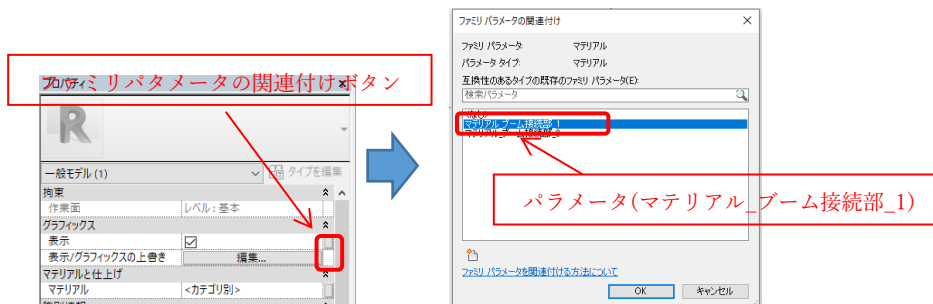 ファミリパタメータの関連付けボタン
プロパティ
R
一般モデル (1)
タイプを編集
拘束
作業面
レベル : 基本
グラフィックス
表示
表示/グラフィックスの上書き
編集...
マテリアルと仕上げ
マテリアル
<カテゴリ別>
ファミリ パラメータの関連付け
ファミリ パラメータ:
マテリアル
パラメータ タイプ:
マテリアル
互換性のあるタイプの既存のファミリ パラメータ(E):
検索パラメータ
<なし>
マテリアル_ブーム接続部_1
パラメータ(マテリアル_ブーム接続部_1)
ファミリ パラメータを関連付ける方法について
OK
キャンセル